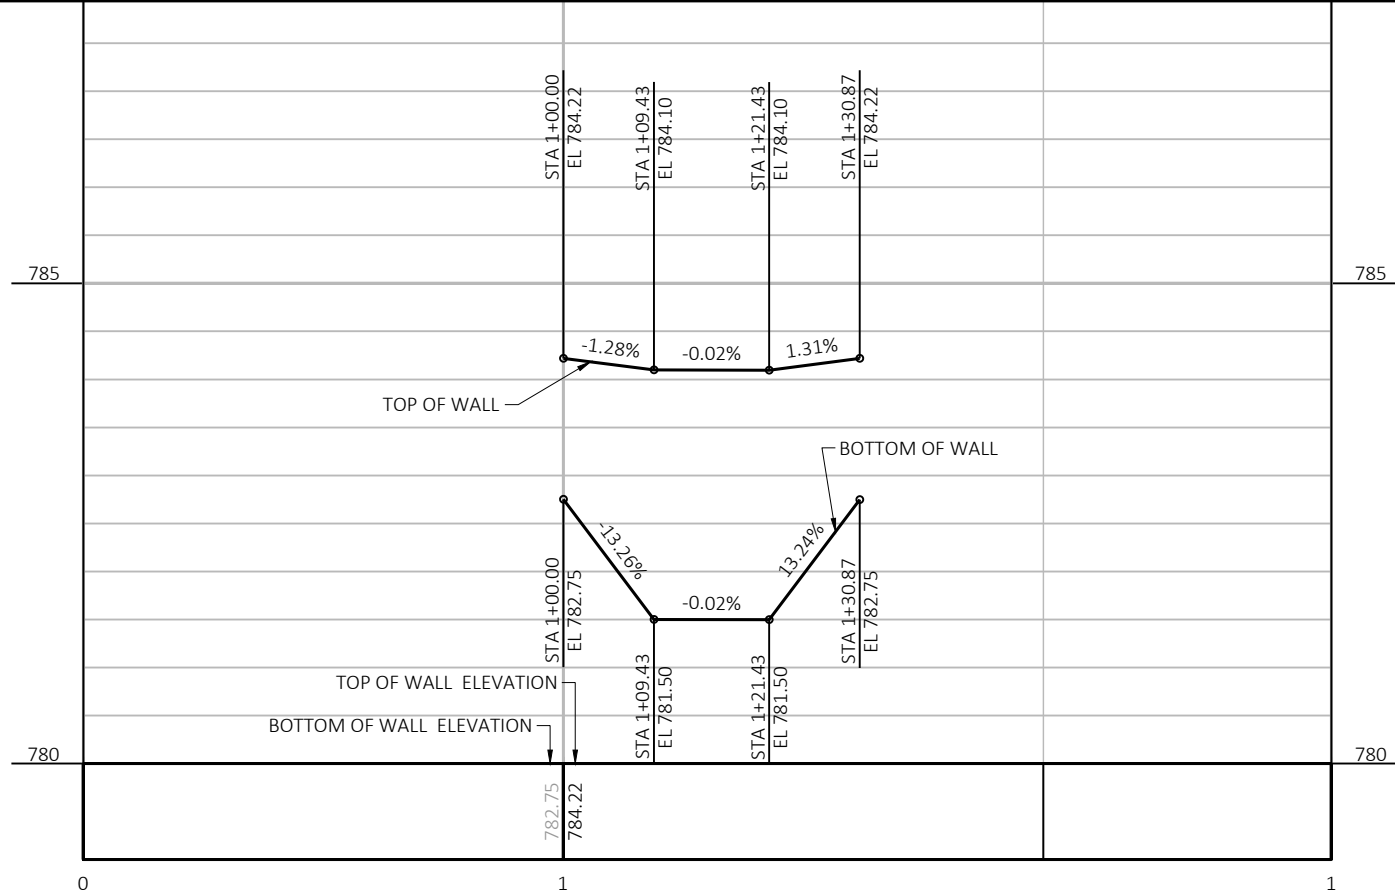 STA 1+00.00
EL 784.22
STA 1+09.43
EL 784.10
STA 1+21.43
EL 784.10
STA 1+30.87
EL 784.22
785
785
-1.28%
-0.02%
1.31%
TOP OF WALL
BOTTOM OF WALL
-13.26%
-0.02%
13.24%
STA 1+00.00
EL 782.75
STA 1+09.43
EL 781.50
STA 1+21.43
EL 781.50
STA 1+30.87
EL 782.75
TOP OF WALL ELEVATION
BOTTOM OF WALL ELEVATION
780
780
782.75
784.22
0
1
1